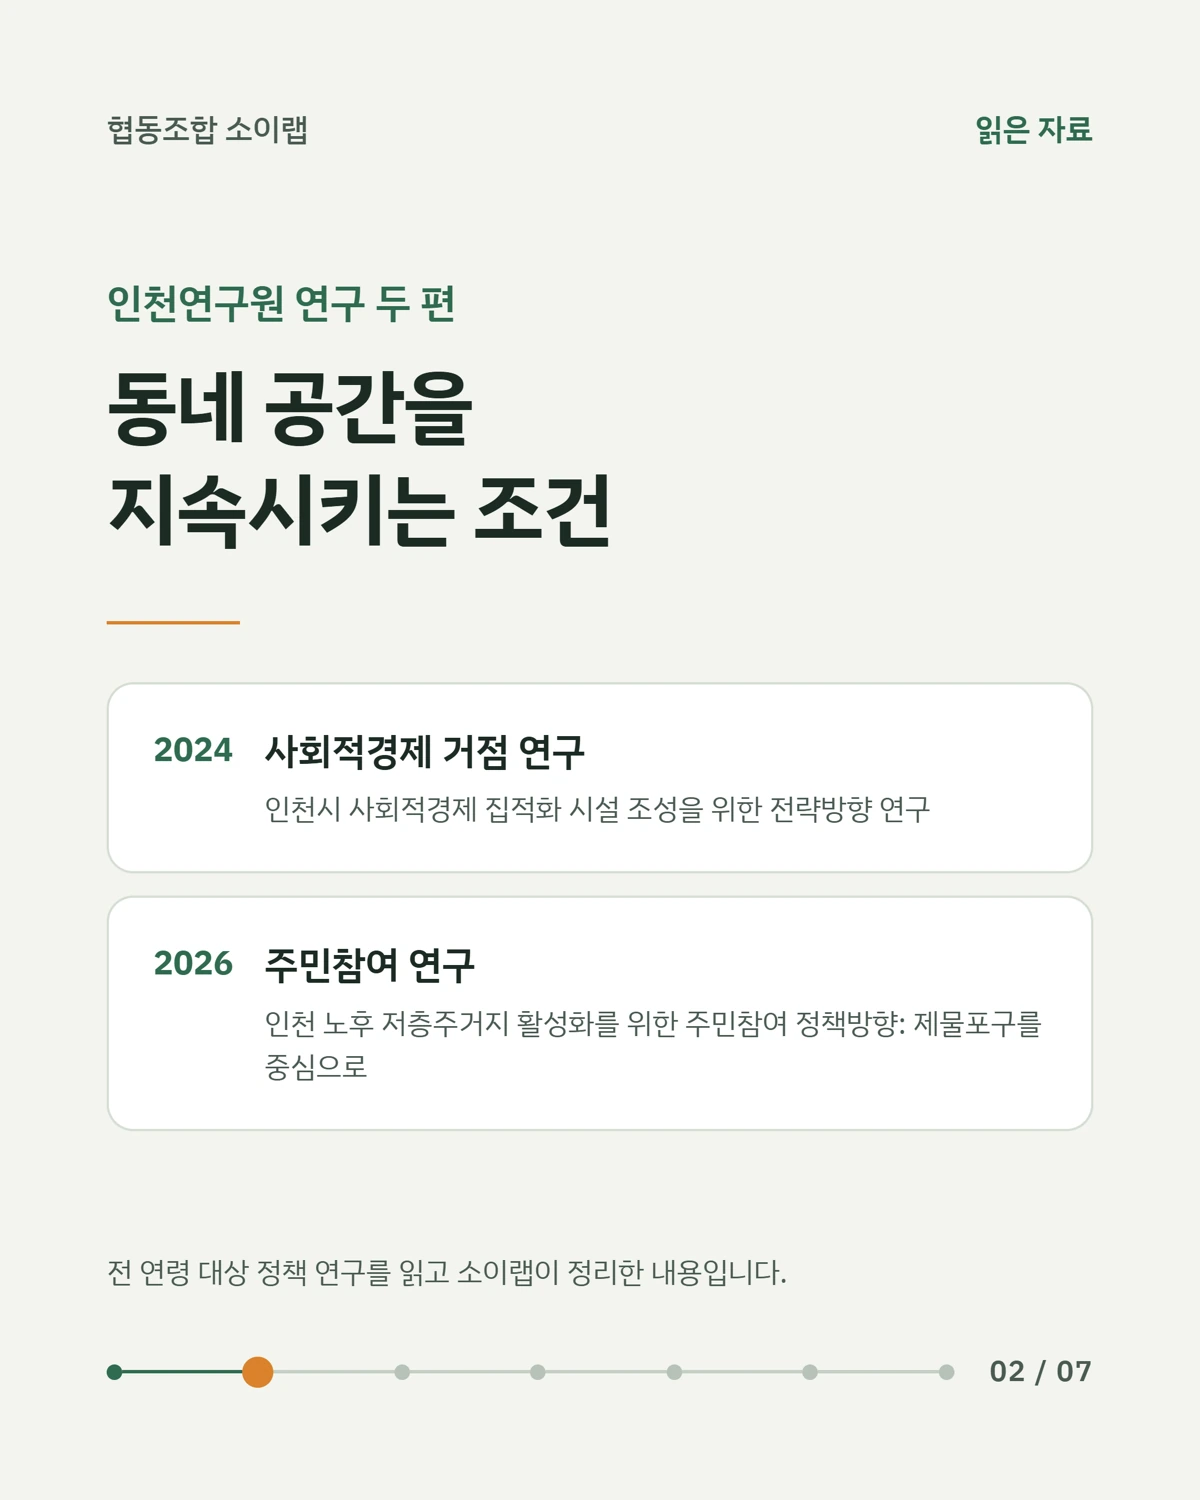 협동조합 소이랩
읽은 자료
인천연구원 연구 두 편
동네 공간을
지속시키는 조건
2024 사회적경제 거점 연구
인천시 사회적경제 집적화 시설 조성을 위한 전략방향 연구
2026 주민참여 연구
인천 노후 저층주거지 활성화를 위한 주민참여 정책방향: 제물포구를
중심으로
전 연령 대상 정책 연구를 읽고 소이랩이 정리한 내용입니다.
02 / 07